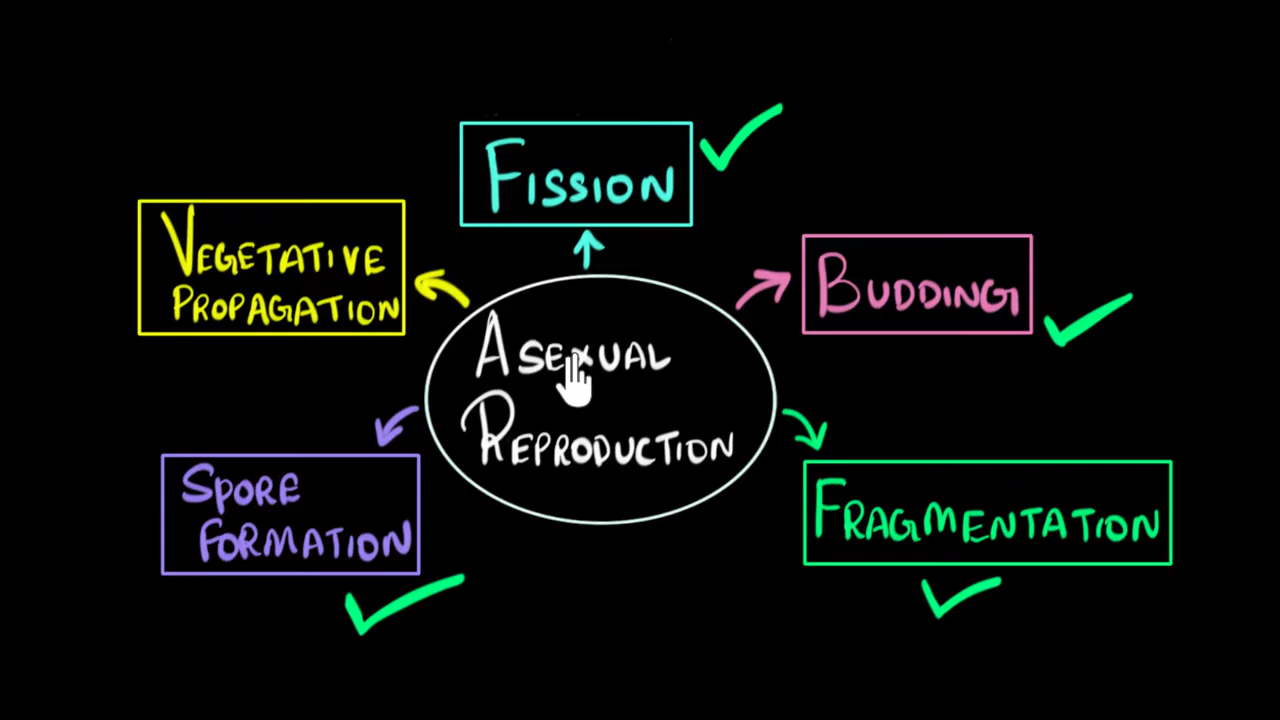 FISSION
VEGETATIVE
PROPAGATION
BUDDING
ASEXUAL
REPRODUCTION
SPORE
FORMATION
FRAGMENTATION